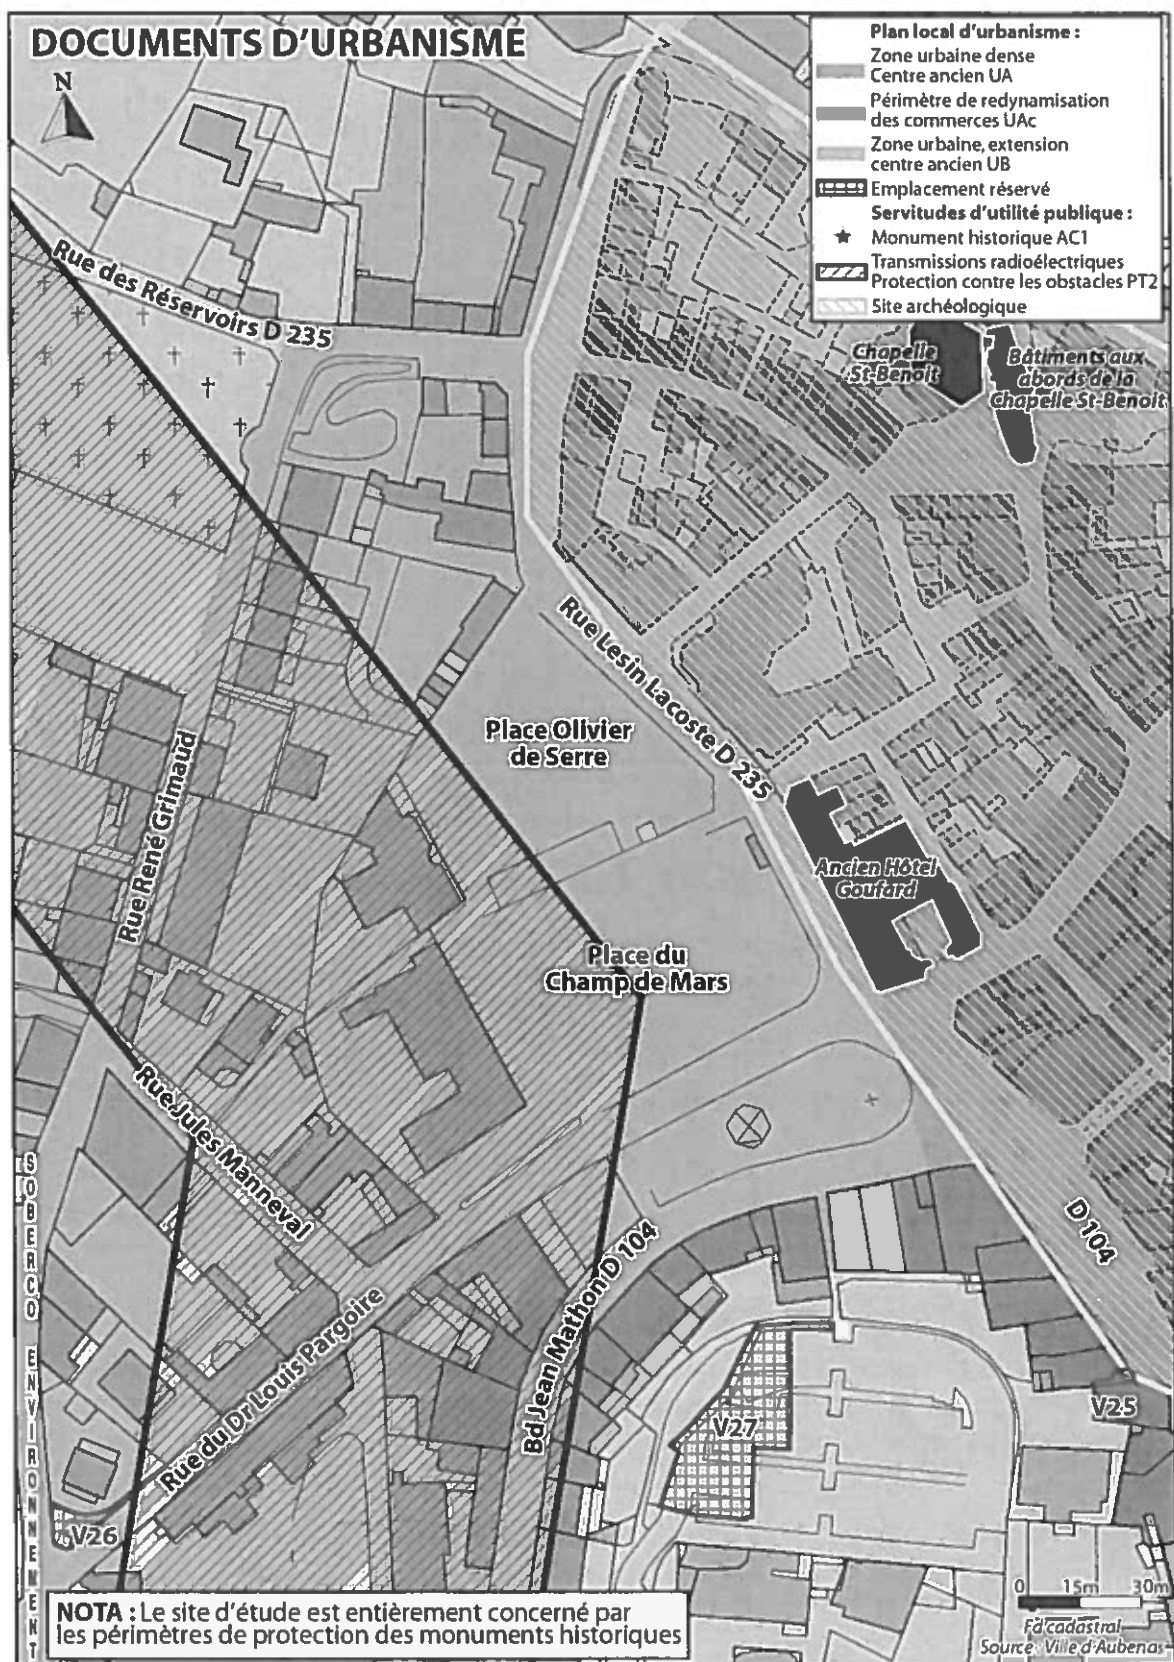 DOCUMENTS D'URBANISME
N
Plan local d'urbanisme :
Zone urbaine dense
Centre ancien UA
Périmètre de redynamisation
des commerces UAc
Zone urbaine, extension
centre ancien UB
Emplacement réservé
Servitudes d'utilité publique :
Monument historique AC1
Transmissions radioélectriques
Protection contre les obstacles PT2
Site archéologique
Rue des Réservoirs D 235
Chapelle
St-Benoit
Bâtiments aux
abords de la
Chapelle St-Benoit
Rue Lesin Lacoste D 235
Place Olivier
de Serre
Rue René Grimaud
Ancien Hôtel
Goufard
Place du
Champ de Mars
Rue Jules Manneval
D 104
Bd Jean Mathon D 104
Rue du Dr Louis Pargoire
V25
V27
V26
SOBERCO ENVIRONNEMENT
0 15m 30m
Fd cadastral
Source : Ville d'Aubenas
NOTA : Le site d'étude est entièrement concerné par
les périmètres de protection des monuments historiques